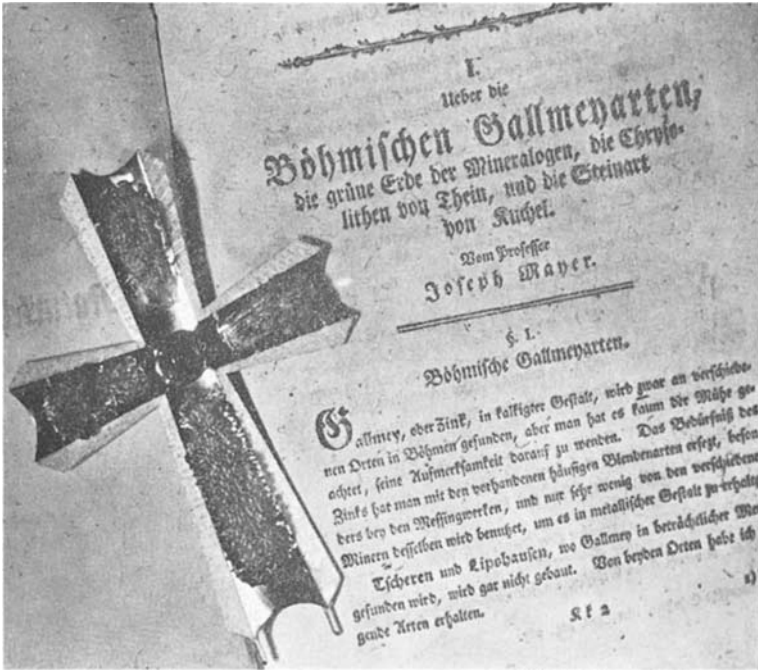 I.
Ueber die
Böhmischen Gallmeyarten,
die grüne Erde der Mineralogen, die Chryso-
lithen von Thein, und die Steinart
von Kuchel.
Vom Professor
Joseph Mayer.
§. I.
Böhmische Gallmeyarten.
Gallmey, oder Zink, in kalkigter Gestalt, wird zwar an verschiede-
nen Orten in Böhmen gefunden, aber man hat es kaum der Mühe ge-
achtet, seine Aufmerksamkeit darauf zu wenden. Das Bedürfniß des
Zinks hat man mit den vorhandenen häufigen Blendenarten ersezt, beson
ders bey den Messingwerken, und nur sehr wenig von den verschiedene
Minern desselben wird benutzet, um es in metallischer Gestalt zu erhalte
Tscheren und Lipohausen, wo Gallmey in beträchtlicher Me
gefunden wird, wird gar nicht gebaut. Von beyden Orten habe ich
gende Arten erhalten.
K k 2